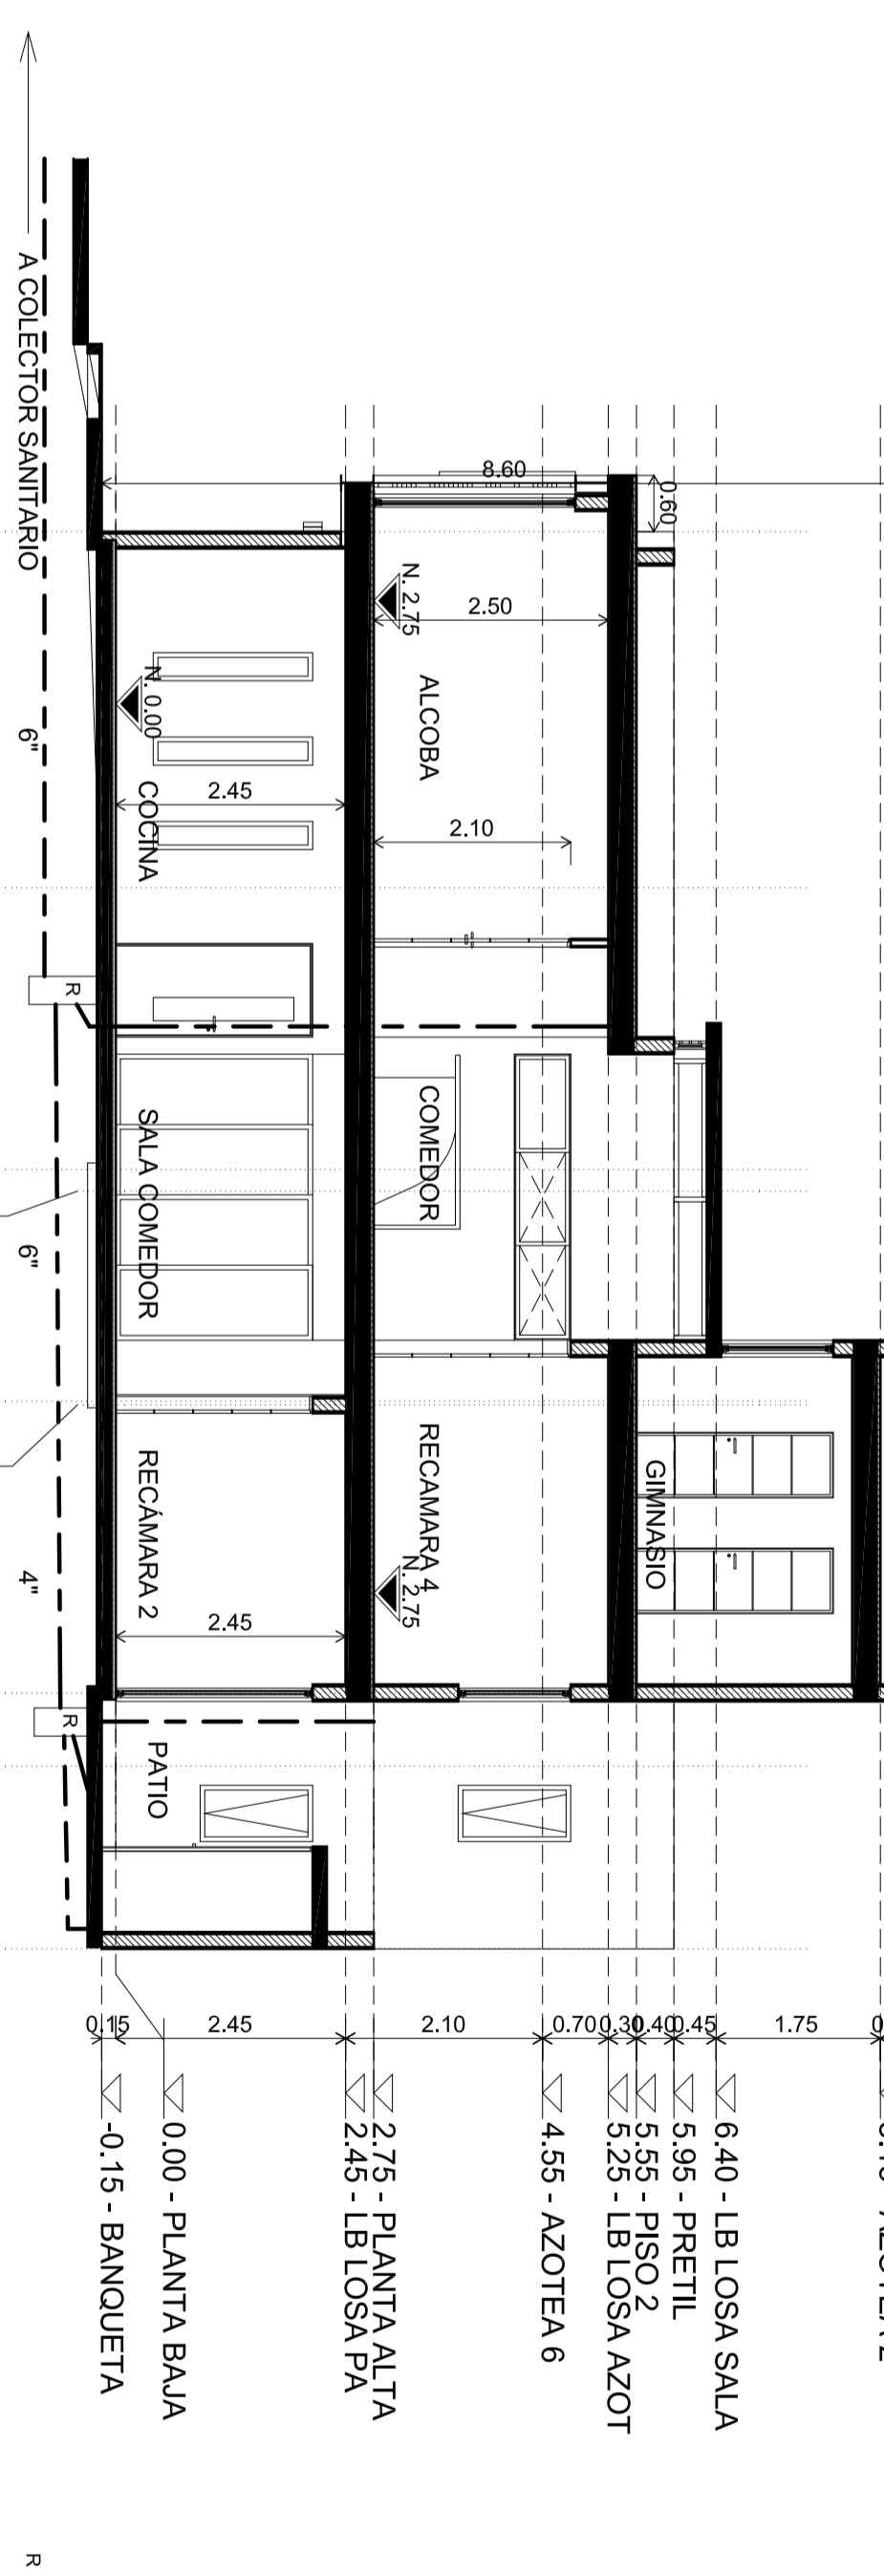 A COLECTOR SANITARIO
6"
6"
4"
R
R
R
8.60
0.60
N. 2.75
2.50
ALCOBA
2.10
N. 0.00
COCINA
2.45
SALA COMEDOR
COMEDOR
RECÁMARA 2
2.45
RECAMARA 4
N. 2.75
GIMNASIO
PATIO
0.15
2.45
2.10
0.70
0.30
0.40
0.45
1.75
6.40 - LB LOSA SALA
5.95 - PRETIL
5.55 - PISO 2
5.25 - LB LOSA AZOT
4.55 - AZOTEA 6
2.75 - PLANTA ALTA
2.45 - LB LOSA PA
0.00 - PLANTA BAJA
-0.15 - BANQUETA